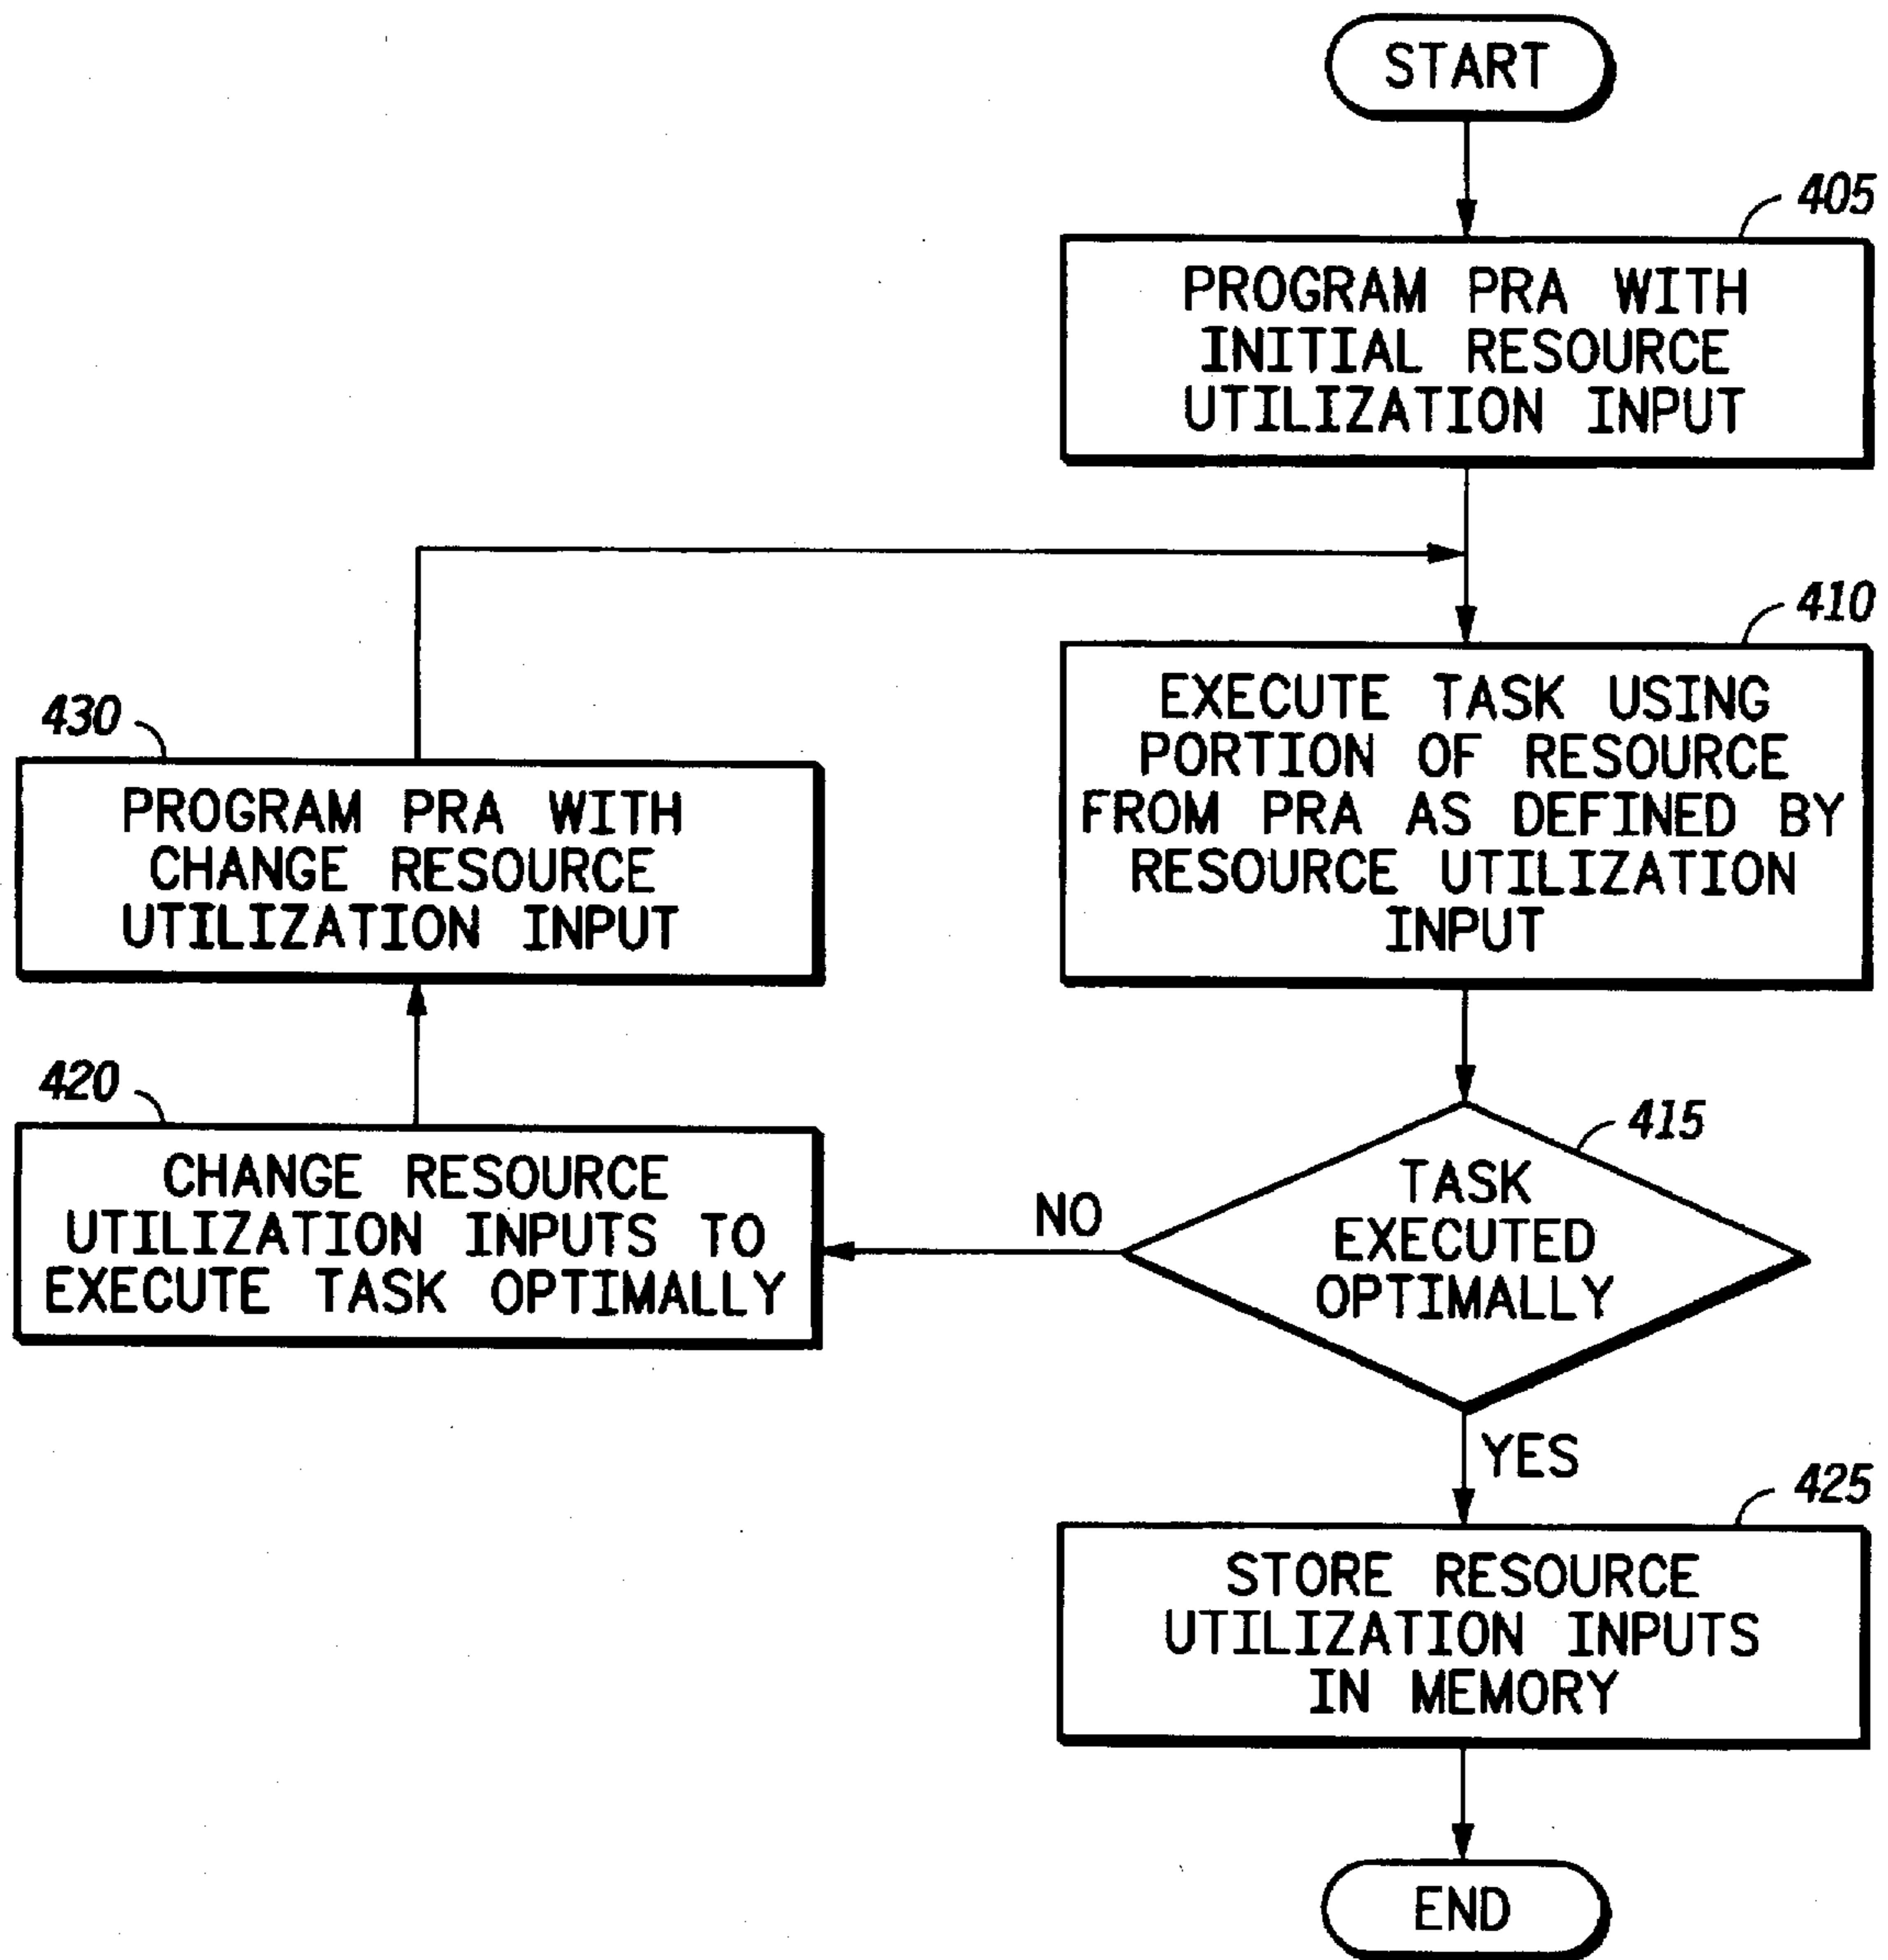 START
405
PROGRAM PRA WITH
INITIAL RESOURCE
UTILIZATION INPUT
410
EXECUTE TASK USING
PORTION OF RESOURCE
FROM PRA AS DEFINED BY
RESOURCE UTILIZATION
INPUT
415
TASK
EXECUTED
OPTIMALLY
NO
420
CHANGE RESOURCE
UTILIZATION INPUTS TO
EXECUTE TASK OPTIMALLY
430
PROGRAM PRA WITH
CHANGE RESOURCE
UTILIZATION INPUT
YES
425
STORE RESOURCE
UTILIZATION INPUTS
IN MEMORY
END